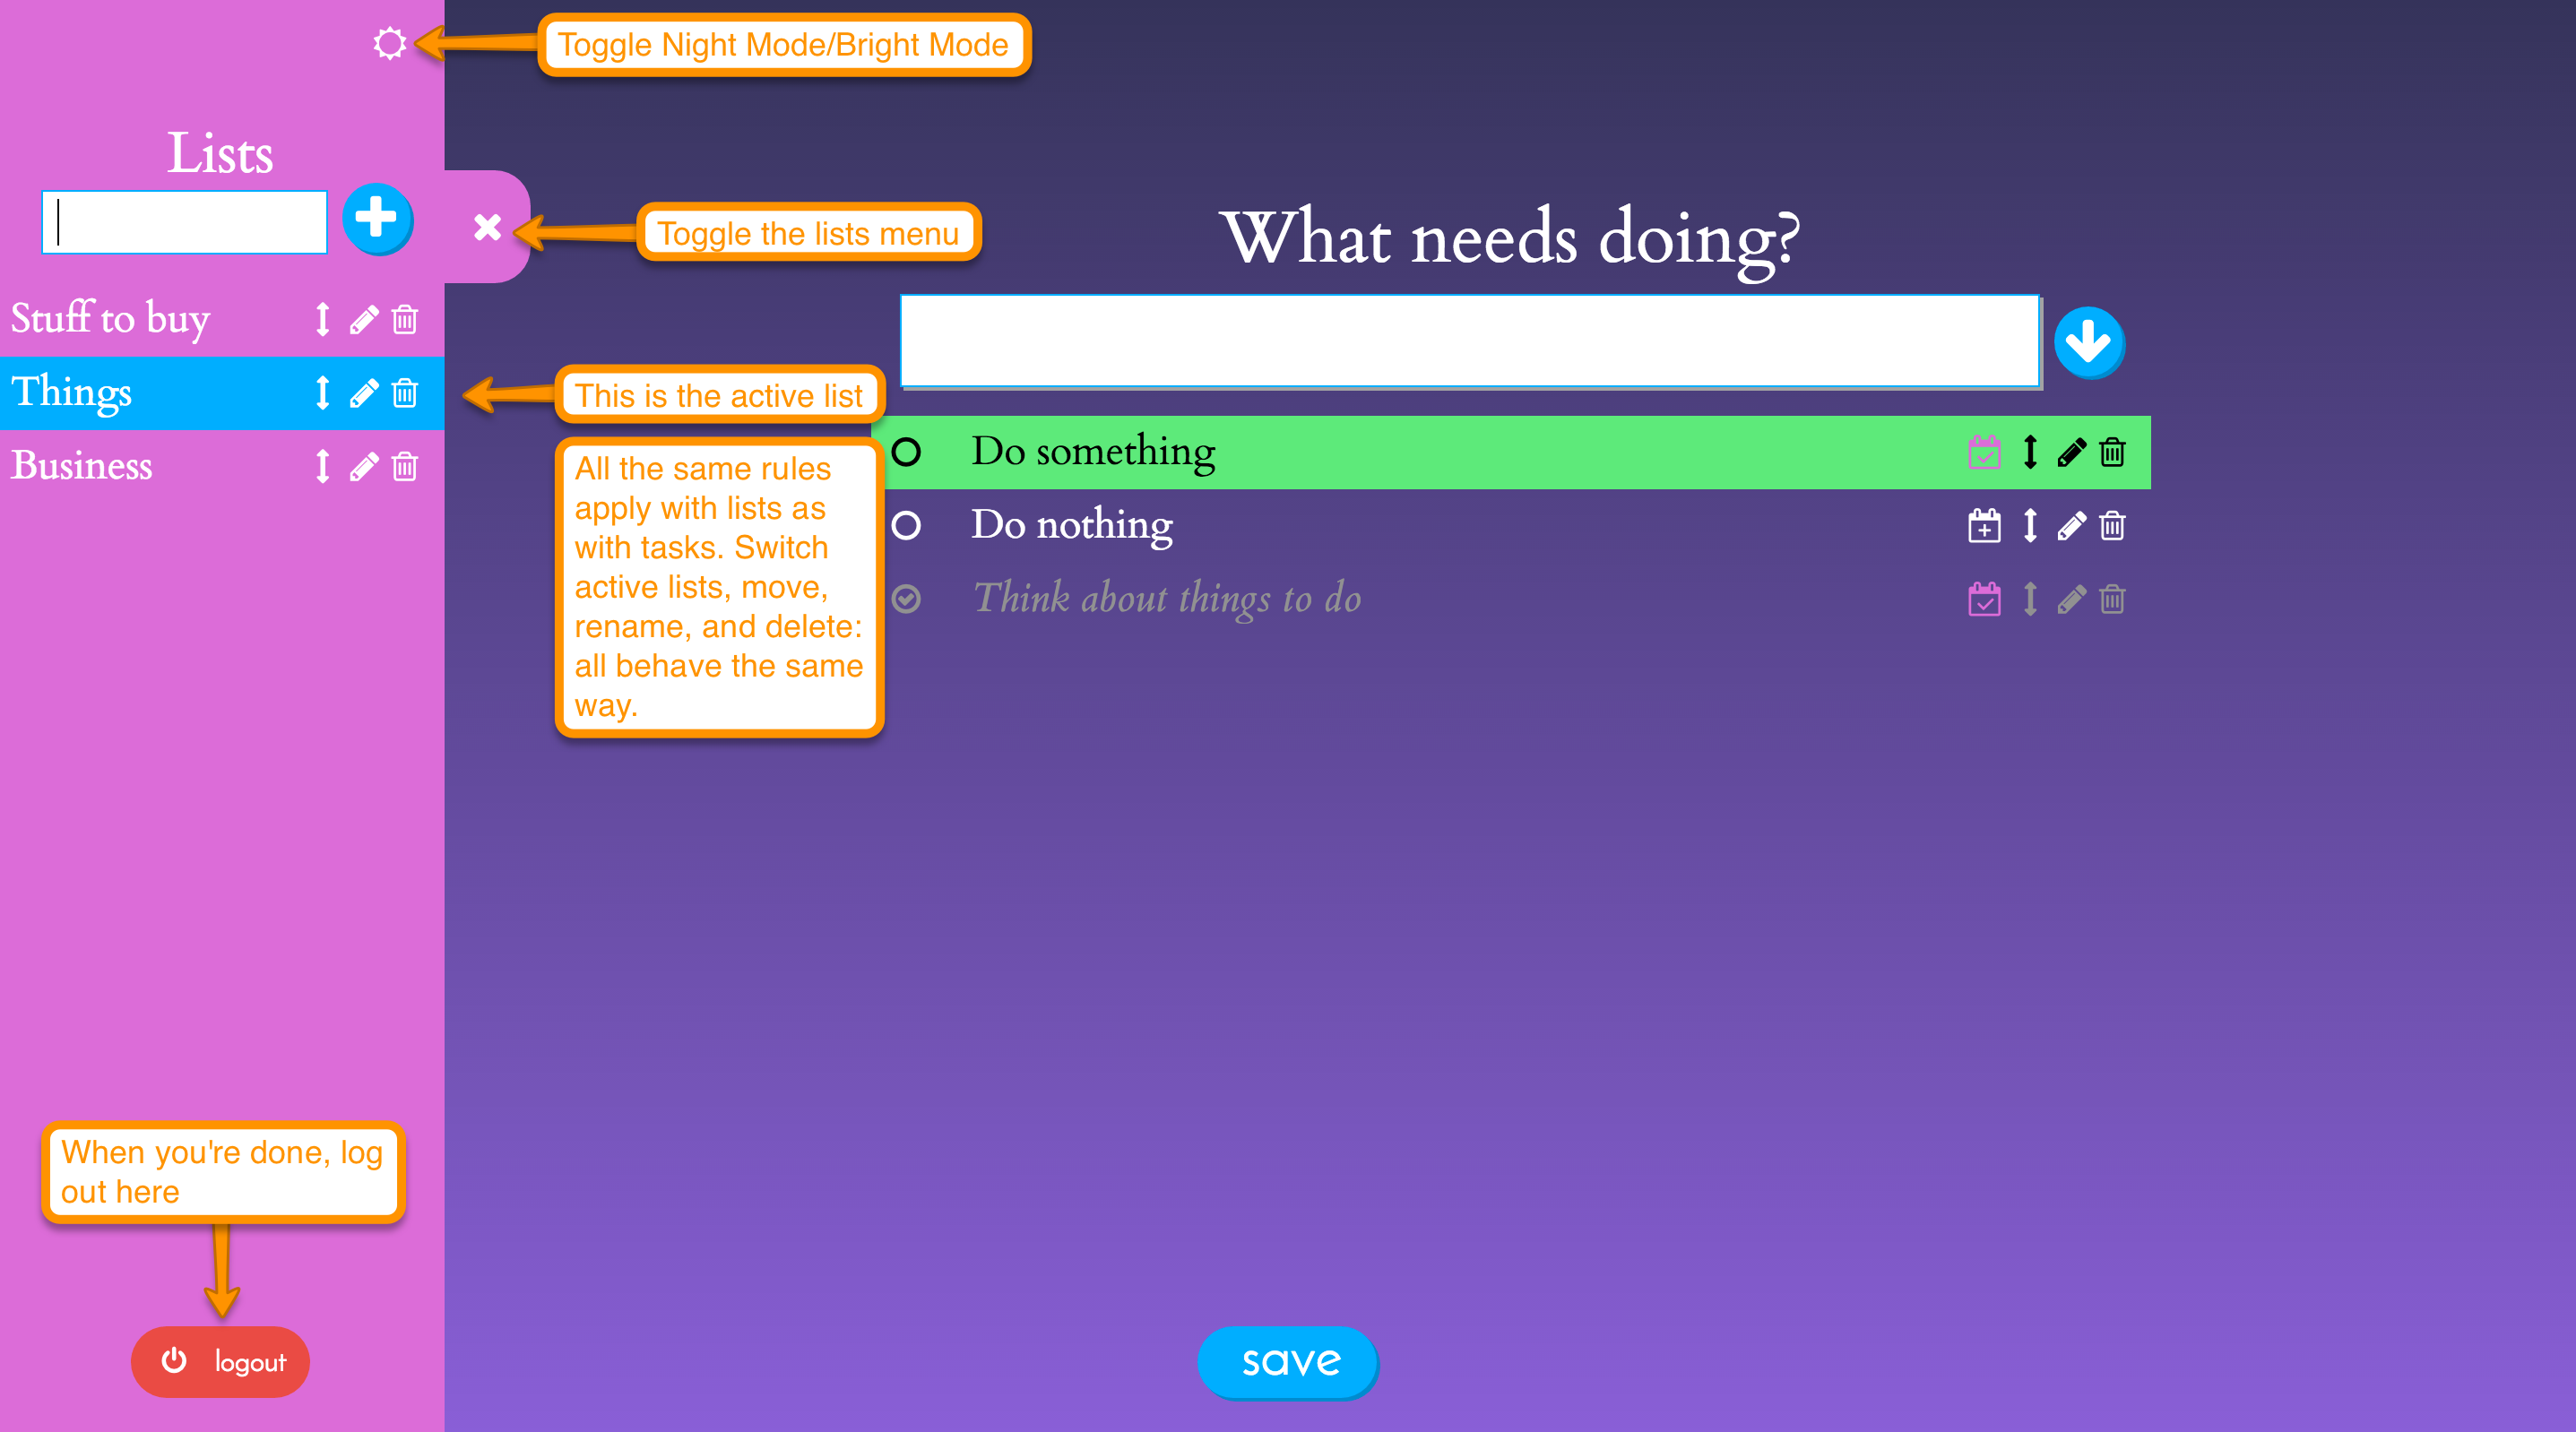 Toggle Night Mode/Bright Mode
Lists
Toggle the lists menu
What needs doing?
Stuff to buy
Things
Business
This is the active list
All the same rules
apply with lists as
with tasks. Switch
active lists, move,
rename, and delete:
all behave the same
way.
Do something
Do nothing
Think about things to do
When you're done, log
out here
logout
save